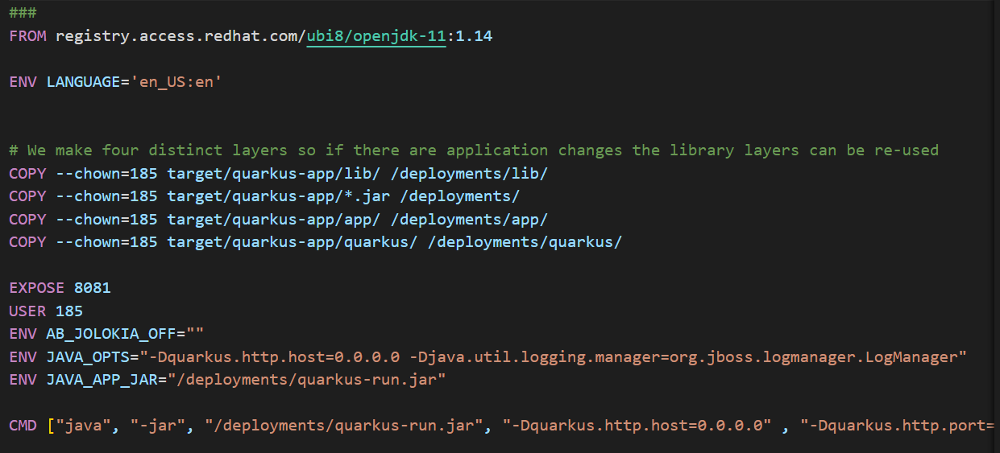 ###
FROM registry.access.redhat.com/ubi8/openjdk-11:1.14
ENV LANGUAGE='en_US:en'
# We make four distinct layers so if there are application changes the library layers can be re-used
COPY --chown=185 target/quarkus-app/lib/ /deployments/lib/
COPY --chown=185 target/quarkus-app/*.jar /deployments/
COPY --chown=185 target/quarkus-app/app/ /deployments/app/
COPY --chown=185 target/quarkus-app/quarkus/ /deployments/quarkus/
EXPOSE 8081
USER 185
ENV AB_JOLOKIA_OFF=""
ENV JAVA_OPTS="-Dquarkus.http.host=0.0.0.0 -Djava.util.logging.manager=org.jboss.logmanager.LogManager"
ENV JAVA_APP_JAR="/deployments/quarkus-run.jar"
CMD ["java", "-jar", "/deployments/quarkus-run.jar", "-Dquarkus.http.host=0.0.0.0" , "-Dquarkus.http.port=